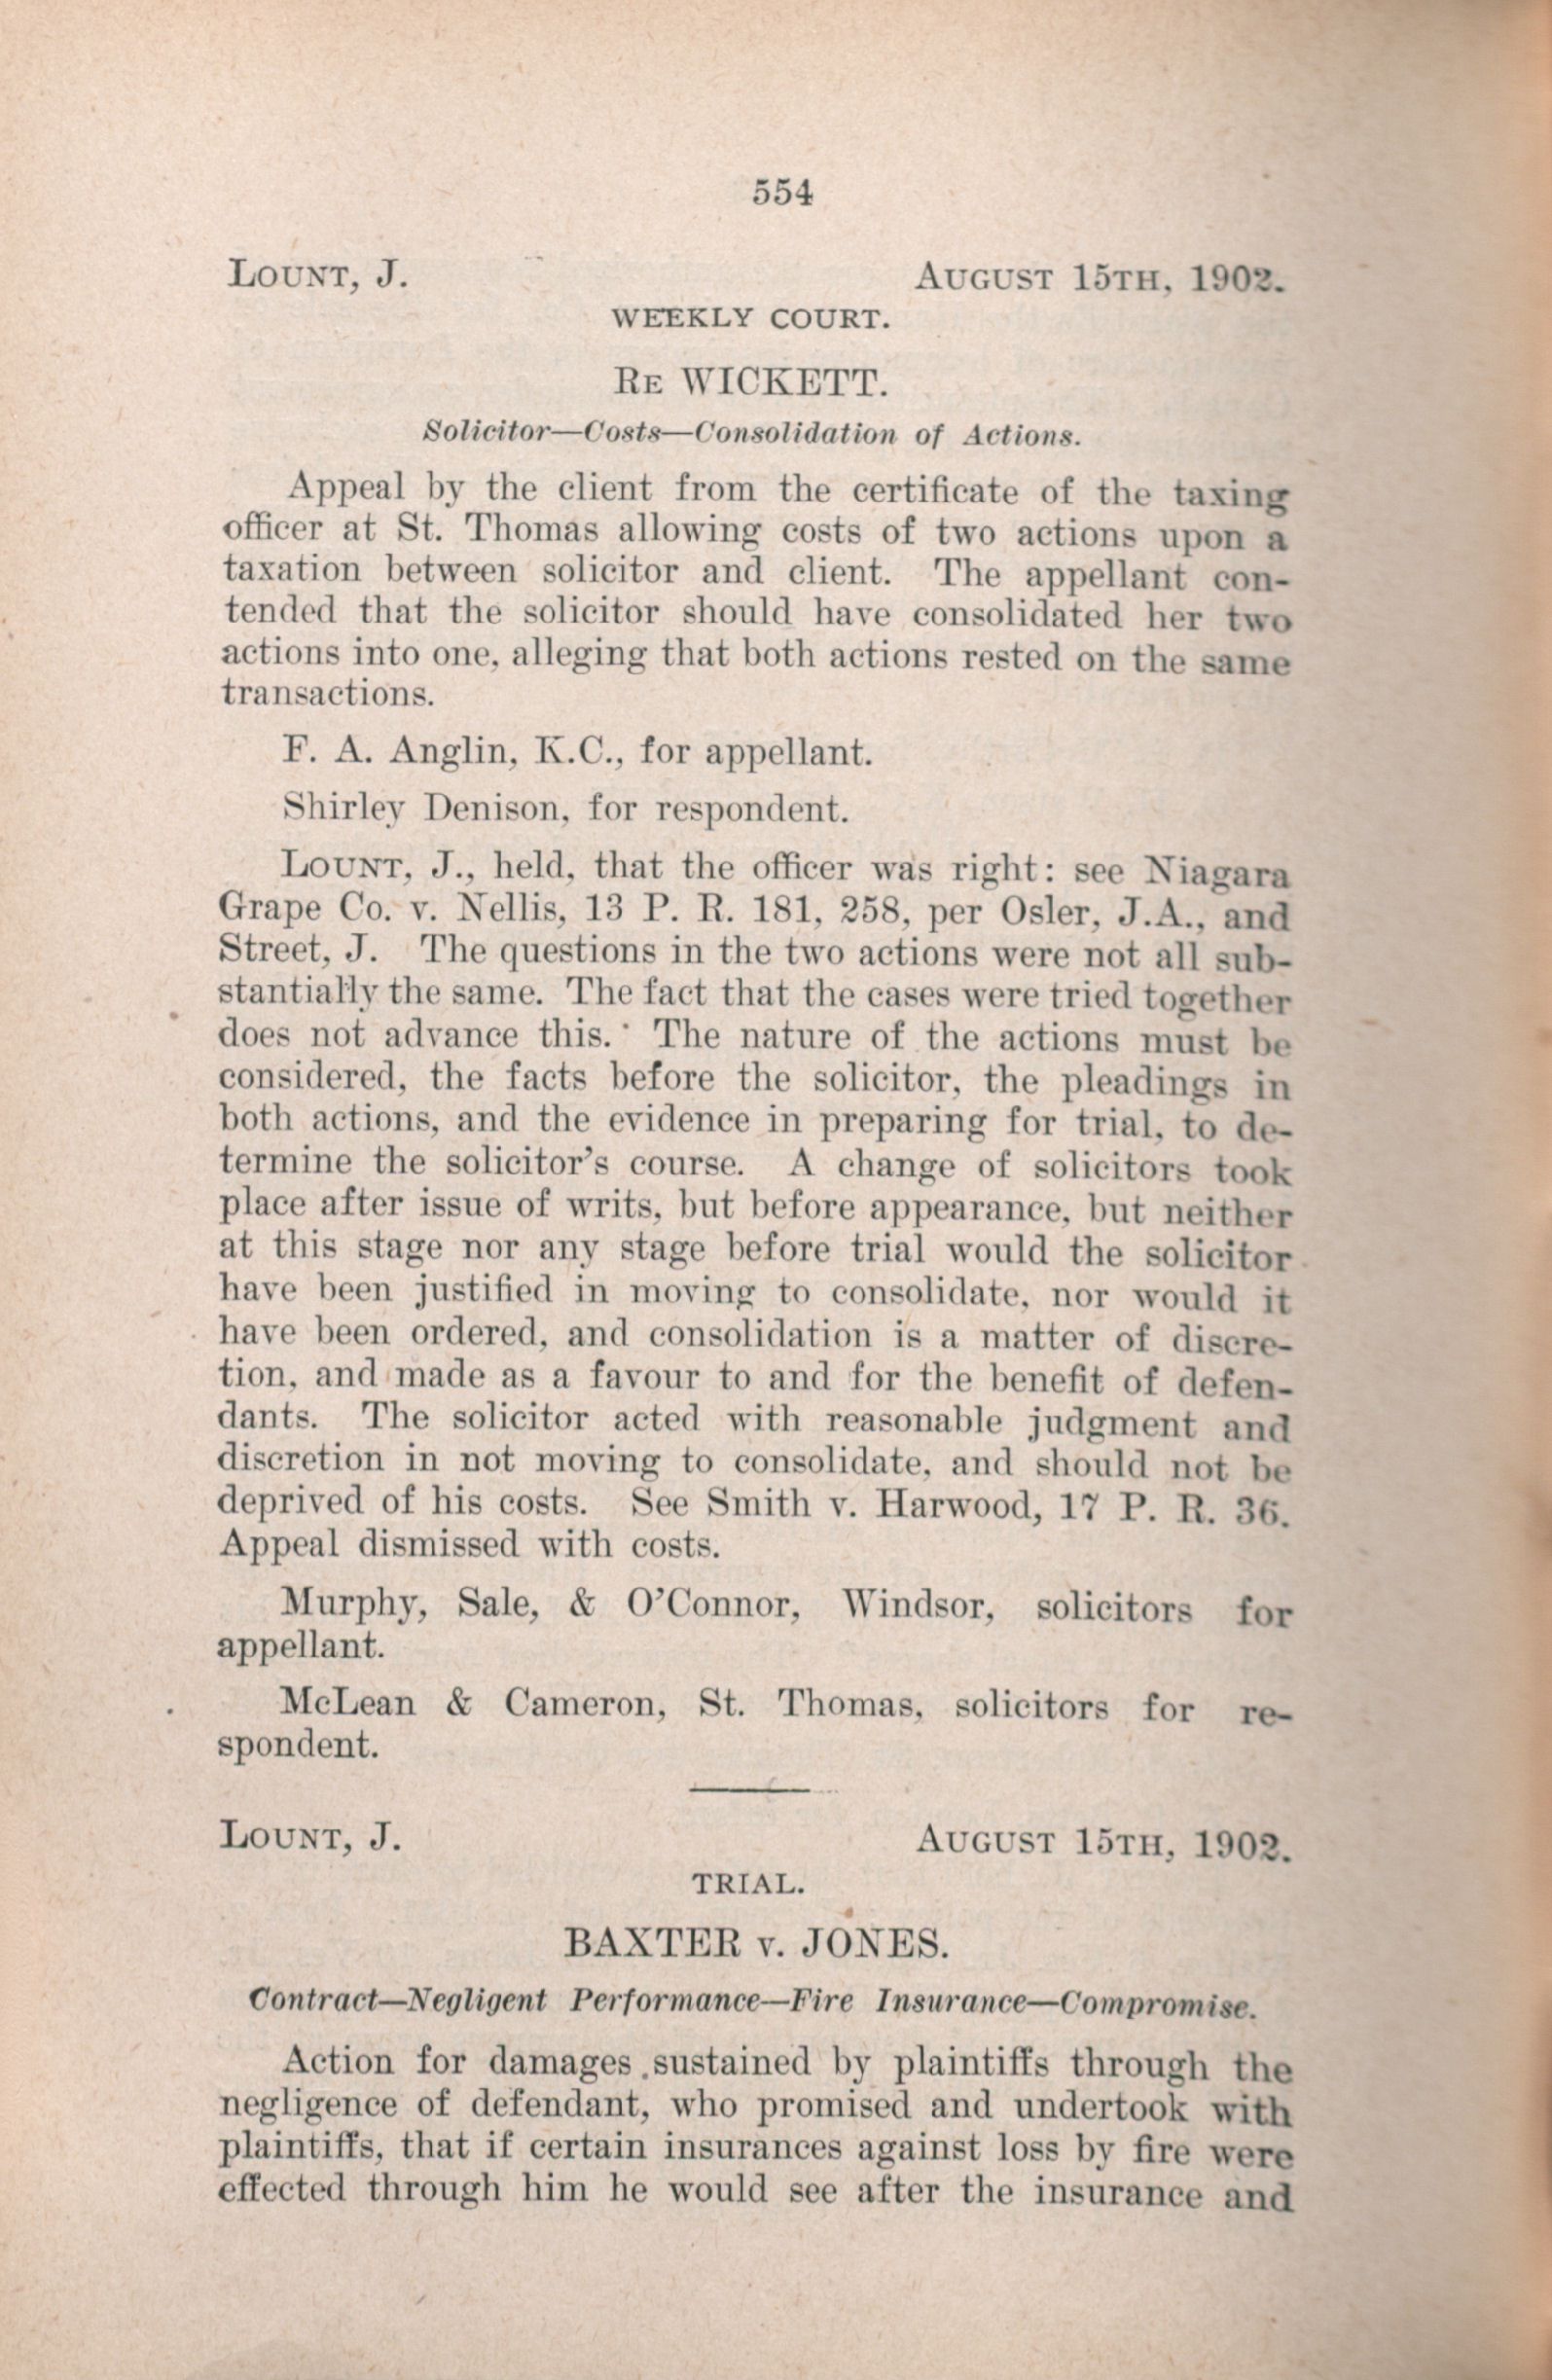 554
LOUNT, J. AUGUST 15TH, 1902.
WEEKLY COURT.
RE WICKETT.
Solicitor—Costs—Consolidation of Actions.
Appeal by the client from the certificate of the taxing
officer at St. Thomas allowing costs of two actions upon a
taxation between solicitor and client. The appellant con-
tended that the solicitor should have consolidated her two
actions into one, alleging that both actions rested on the same
transactions.
F. A. Anglin, K.C., for appellant.
Shirley Denison, for respondent.
LOUNT, J., held, that the officer was right: see Niagara
Grape Co. v. Nellis, 13 P. R. 181, 258, per Osler, J.A., and
Street, J. The questions in the two actions were not all sub-
stantially the same. The fact that the cases were tried together
does not advance this. The nature of the actions must be
considered, the facts before the solicitor, the pleadings in
both actions, and the evidence in preparing for trial, to de-
termine the solicitor's course. A change of solicitors took
place after issue of writs, but before appearance, but neither
at this stage nor any stage before trial would the solicitor
have been justified in moving to consolidate, nor would it
have been ordered, and consolidation is a matter of discre-
tion, and made as a favour to and for the benefit of defen-
dants. The solicitor acted with reasonable judgment and
discretion in not moving to consolidate, and should not be
deprived of his costs. See Smith v. Harwood, 17 P. R. 36.
Appeal dismissed with costs.
Murphy, Sale, & O'Connor, Windsor, solicitors for
appellant.
McLean & Cameron, St. Thomas, solicitors for re-
spondent.
LOUNT, J. AUGUST 15TH, 1902.
TRIAL.
BAXTER v. JONES.
Contract—Negligent Performance—Fire Insurance—Compromise.
Action for damages sustained by plaintiffs through the
negligence of defendant, who promised and undertook with
plaintiffs, that if certain insurances against loss by fire were
effected through him he would see after the insurance and